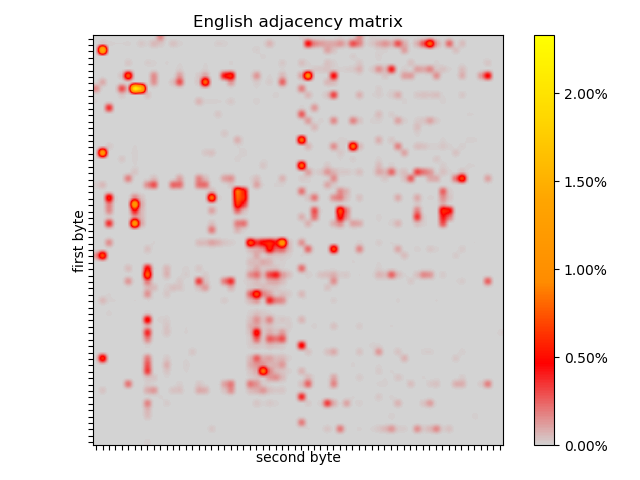 English adjacency matrix
2.00%
1.50%
1.00%
0.50%
0.00%
first byte
second byte